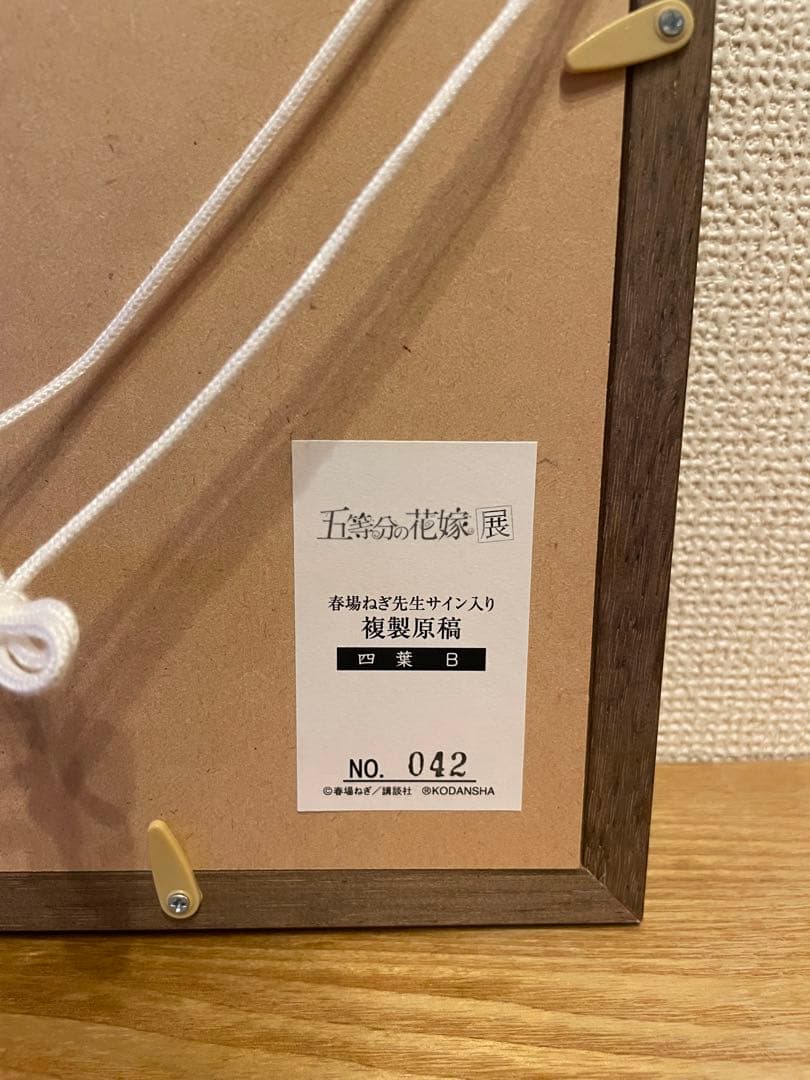 五等分の花嫁展
春場ねぎ先生サイン入り
複製原稿
四葉 B
NO. 042
©春場ねぎ/講談社 ®KODANSHA